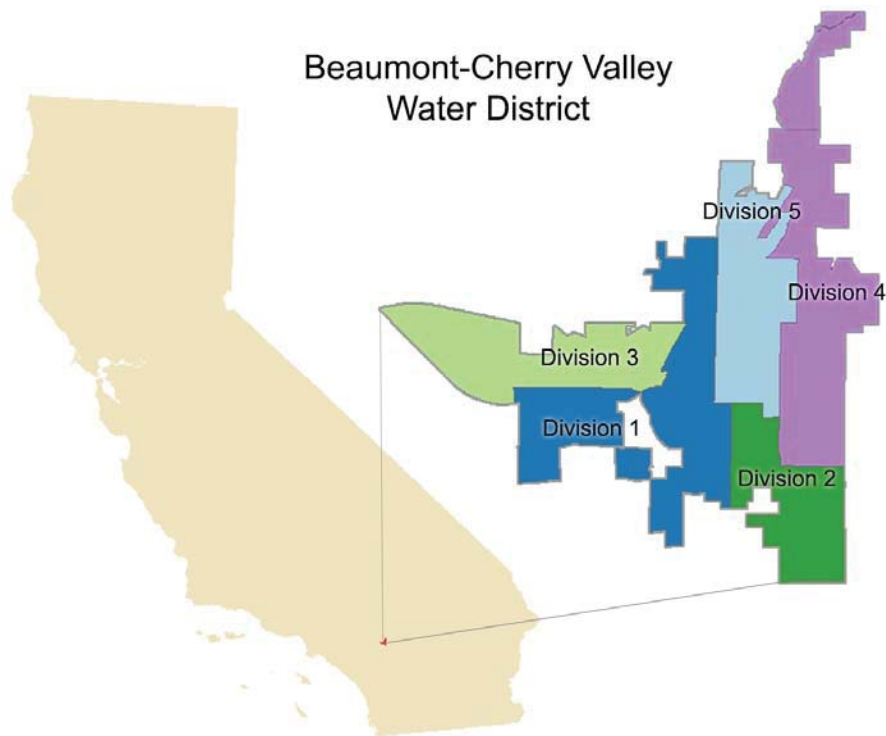 Beaumont-Cherry Valley
Water District
Division 5
Division 4
Division 3
Division 1
Division 2